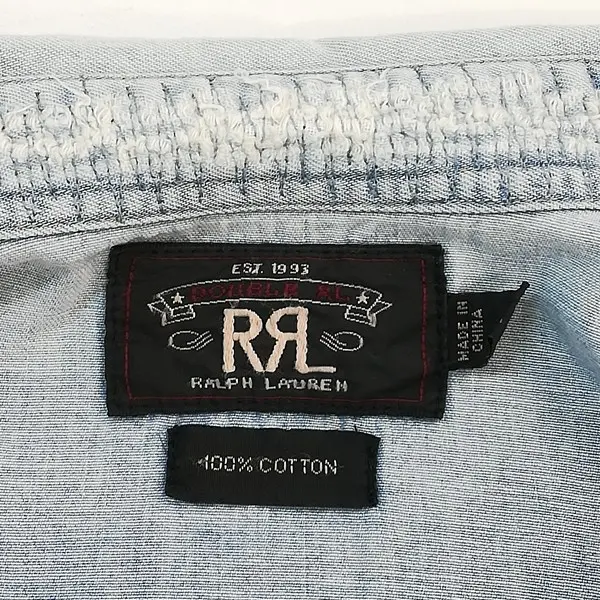 EST. 1993
DOUBLE RL
RRL
RALPH LAUREN
MADE IN
CHINA
100% COTTON